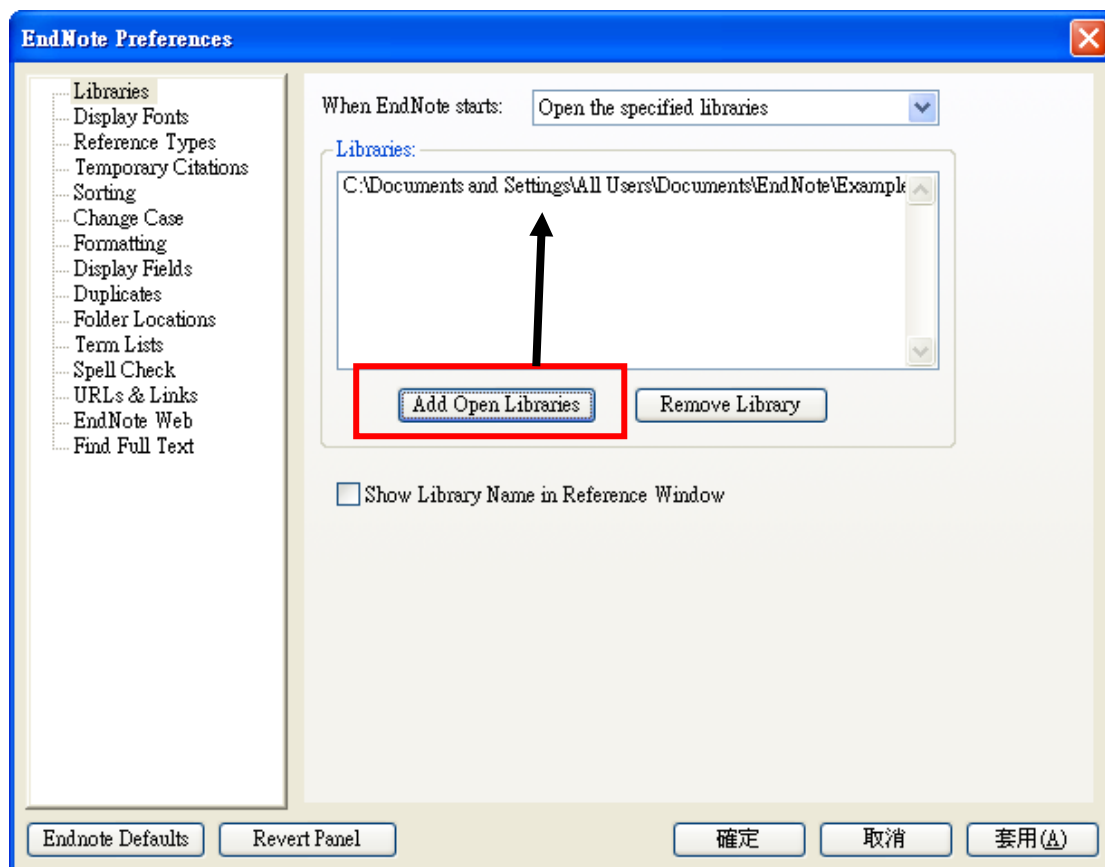 EndNote Preferences
Libraries
Display Fonts
Reference Types
Temporary Citations
Sorting
Change Case
Formatting
Display Fields
Duplicates
Folder Locations
Term Lists
Spell Check
URLs & Links
EndNote Web
Find Full Text
When EndNote starts: Open the specified libraries
Libraries:
C:\Documents and Settings\All Users\Documents\EndNote\Example
Add Open Libraries Remove Library
Show Library Name in Reference Window
Endnote Defaults Revert Panel 確定 取消 套用(A)